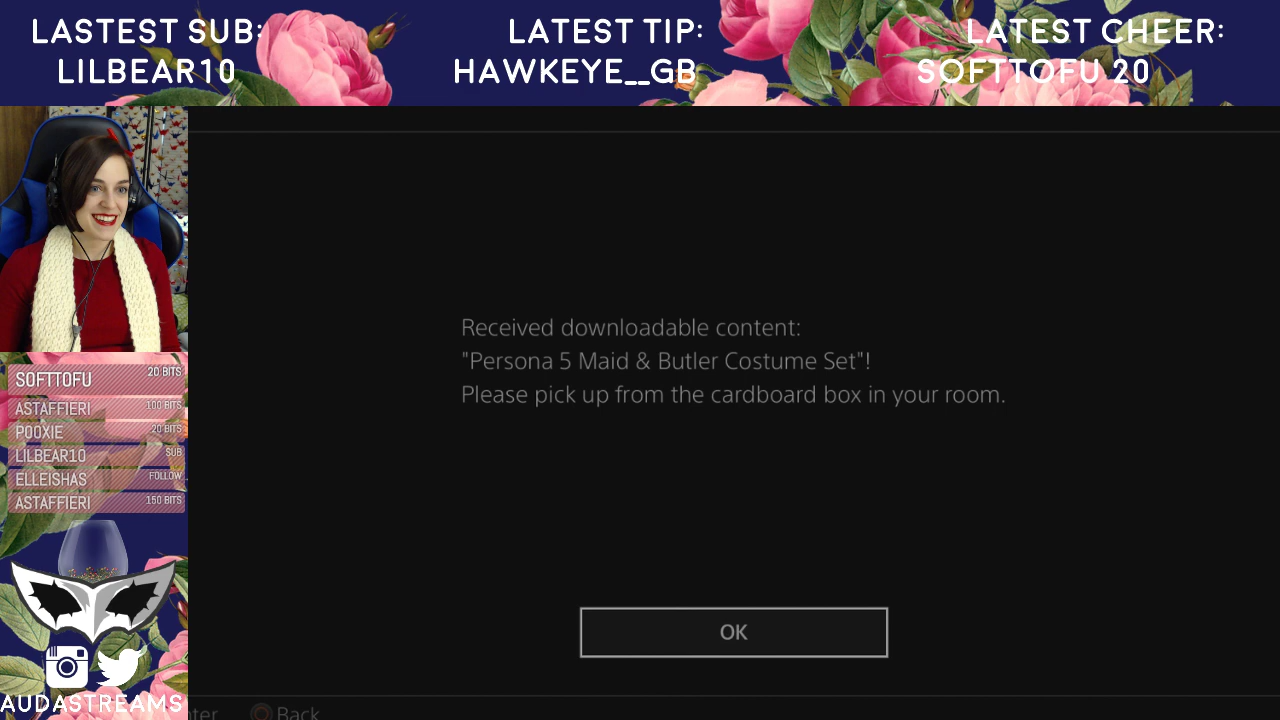 LASTEST SUB:
LILBEAR10
LATEST TIP:
HAWKEYE__GB
LATEST CHEER:
SOFTTOFU 20
Received downloadable content:
"Persona 5 Maid & Butler Costume Set"!
Please pick up from the cardboard box in your room.
OK
Back
SOFTTOFU 20 BITS
ASTAFFIERI 100 BITS
POOXIE 20 BITS
LILBEAR10 SUB
ELLEISHAS FOLLOW
ASTAFFIERI 150 BITS
AUDASTREAMS